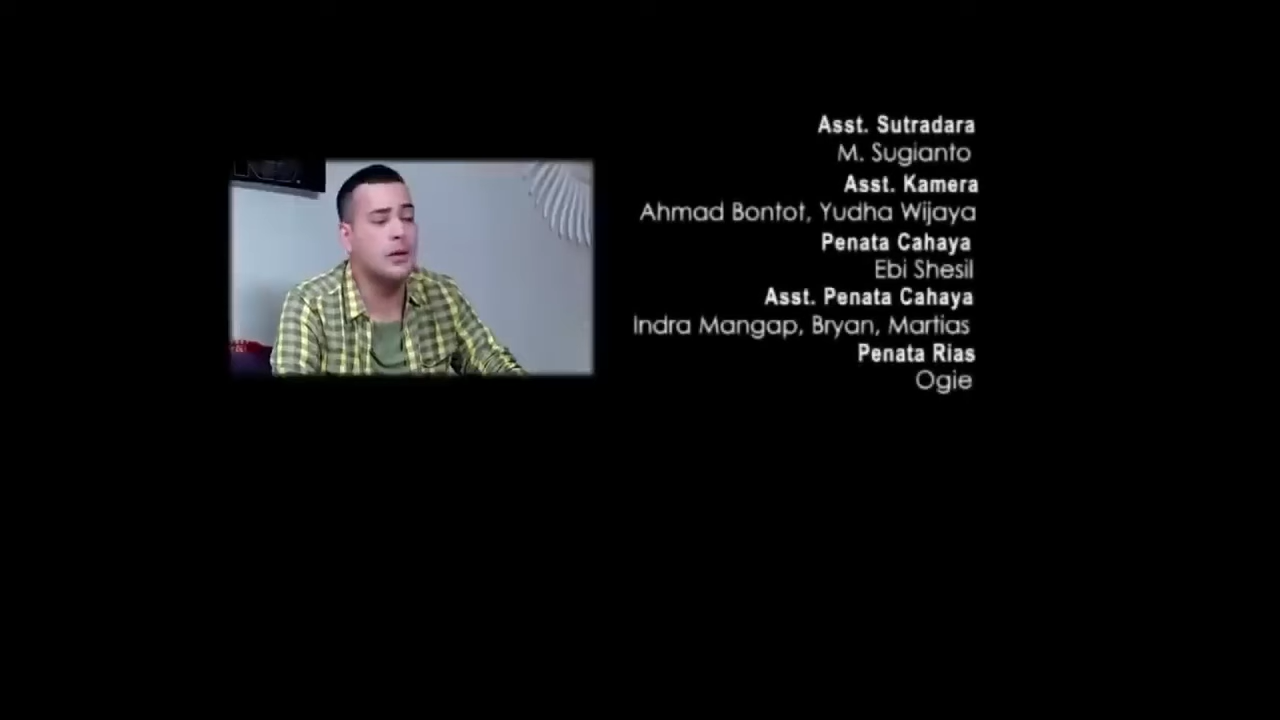 Asst. Sutradara
M. Sugianto
Asst. Kamera
Ahmad Bontot, Yudha Wijaya
Penata Cahaya
Ebi Shesil
Asst. Penata Cahaya
Indra Mangap, Bryan, Martias
Penata Rias
Ogie